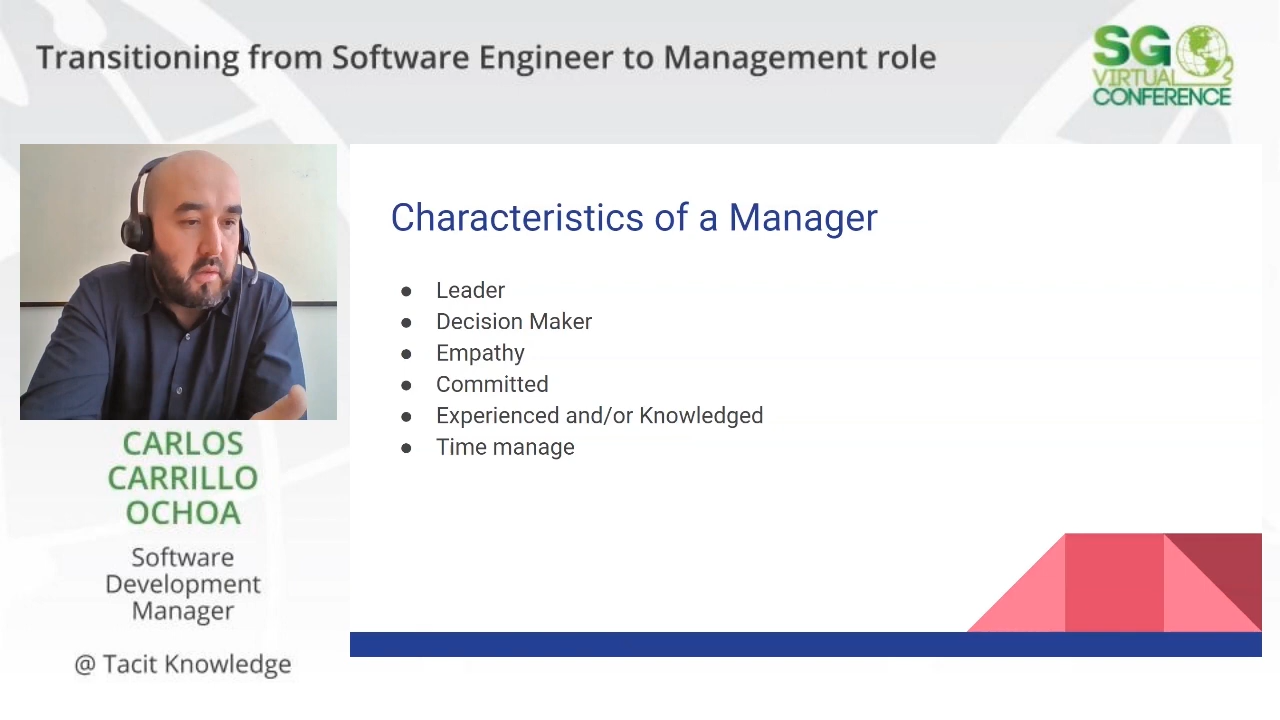 Transitioning from Software Engineer to Management role
SG
VIRTUAL
CONFERENCE
CARLOS
CARRILLO
OCHOA
Software
Development
Manager
@ Tacit Knowledge
Characteristics of a Manager
● Leader
● Decision Maker
● Empathy
● Committed
● Experienced and/or Knowledged
● Time manage